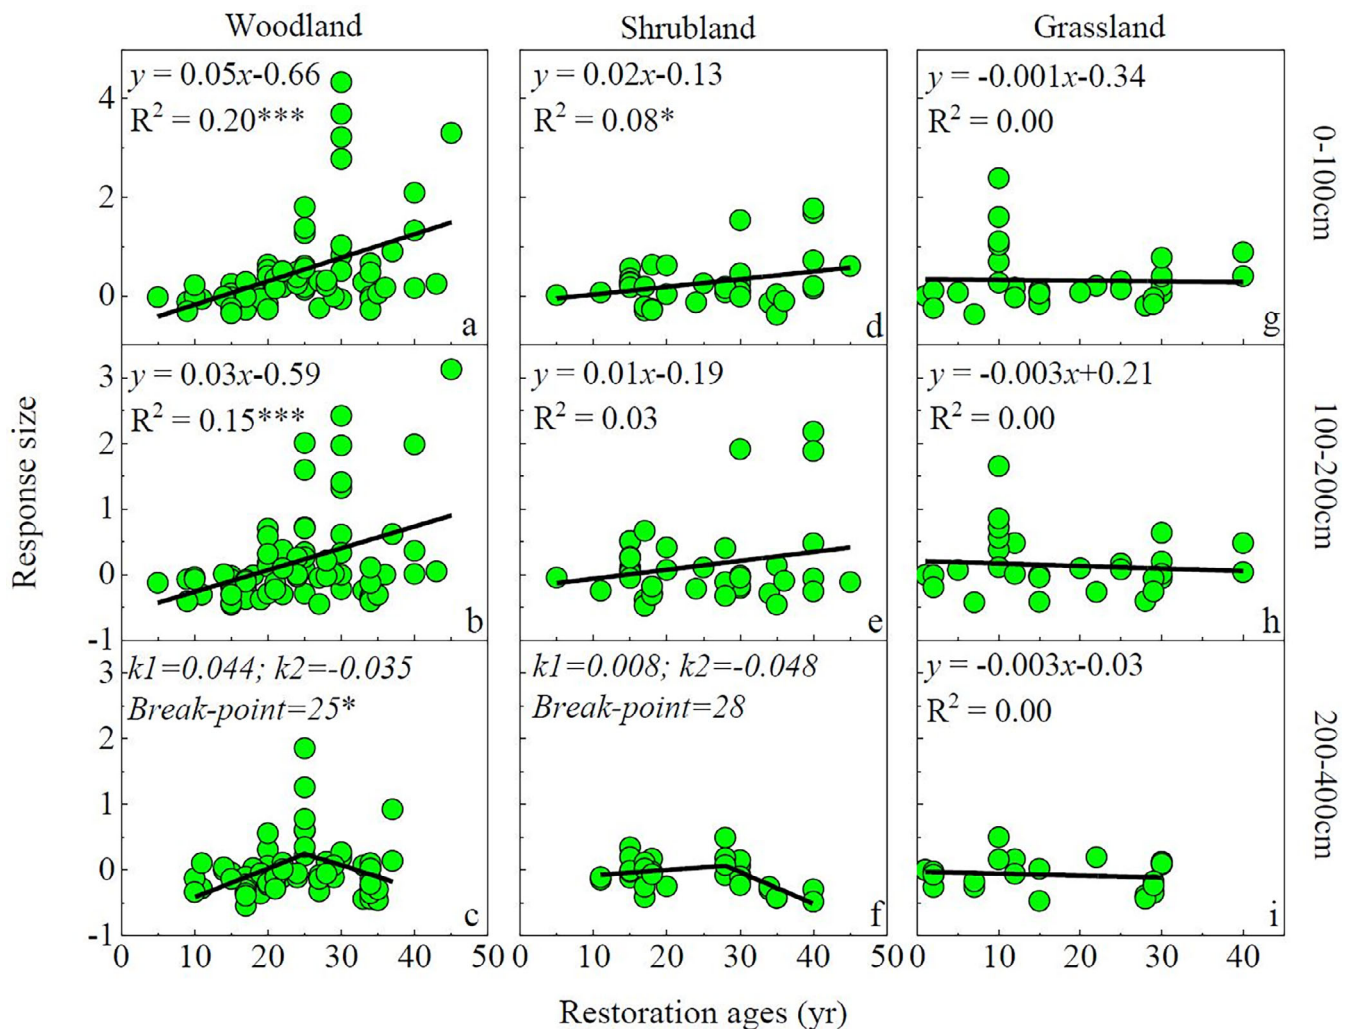 Woodland
Shrubland
Grassland
y = 0.05x-0.66
R² = 0.20***
a
y = 0.02x-0.13
R² = 0.08*
d
y = -0.001x-0.34
R² = 0.00
g
0-100cm
4
2
0
y = 0.03x-0.59
R² = 0.15***
b
y = 0.01x-0.19
R² = 0.03
e
y = -0.003x+0.21
R² = 0.00
h
100-200cm
3
2
1
0
-1
Response size
k1=0.044; k2=-0.035
Break-point=25*
c
k1=0.008; k2=-0.048
Break-point=28
f
y = -0.003x-0.03
R² = 0.00
i
200-400cm
3
2
1
0
-1
0 10 20 30 40 50
0 10 20 30 40 50
0 10 20 30 40
Restoration ages (yr)